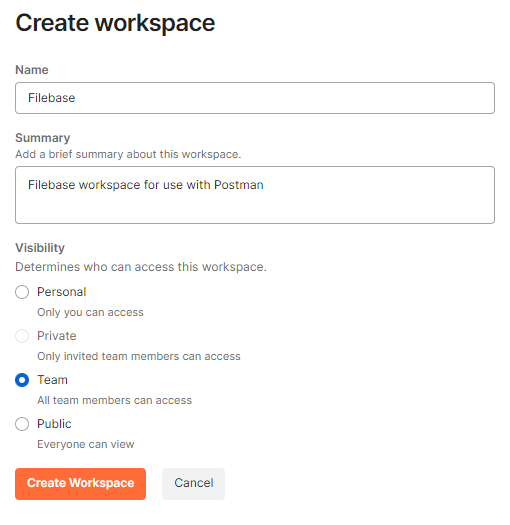 Create workspace
Name
Filebase
Summary
Add a brief summary about this workspace.
Filebase workspace for use with Postman
Visibility
Determines who can access this workspace.
Personal
Only you can access
Private
Only invited team members can access
Team
All team members can access
Public
Everyone can view
Create Workspace Cancel